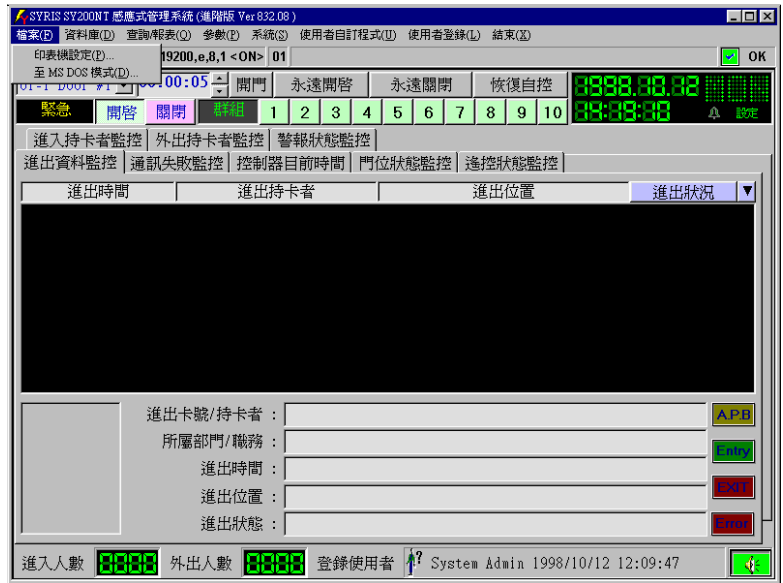 SYRIS SY200NT 感應式管理系統 (進階版 Ver 832.08 )
檔案(F) 資料庫(D) 查詢/報表(Q) 參數(P) 系統(S) 使用者自訂程式(U) 使用者登錄(L) 結束(X)
印表機設定(P)...
至 MS DOS 模式(D)...
19200,e,8,1 <ON> 01 OK
01-1 Door #1 00:00:05 開門 永遠開啓 永遠關閉 恢復自控
緊急 開啓 關閉 群組 1 2 3 4 5 6 7 8 9 10 設定
進入持卡者監控 外出持卡者監控 警報狀態監控
進出資料監控 通訊失敗監控 控制器目前時間 門位狀態監控 遙控狀態監控
進出時間 進出持卡者 進出位置 進出狀況
進出卡號/持卡者 : A.P.B
所屬部門/職務 : Entry
進出時間 :
進出位置 : EXIT
進出狀態 : Error
進入人數 外出人數 登錄使用者 System Admin 1998/10/12 12:09:47